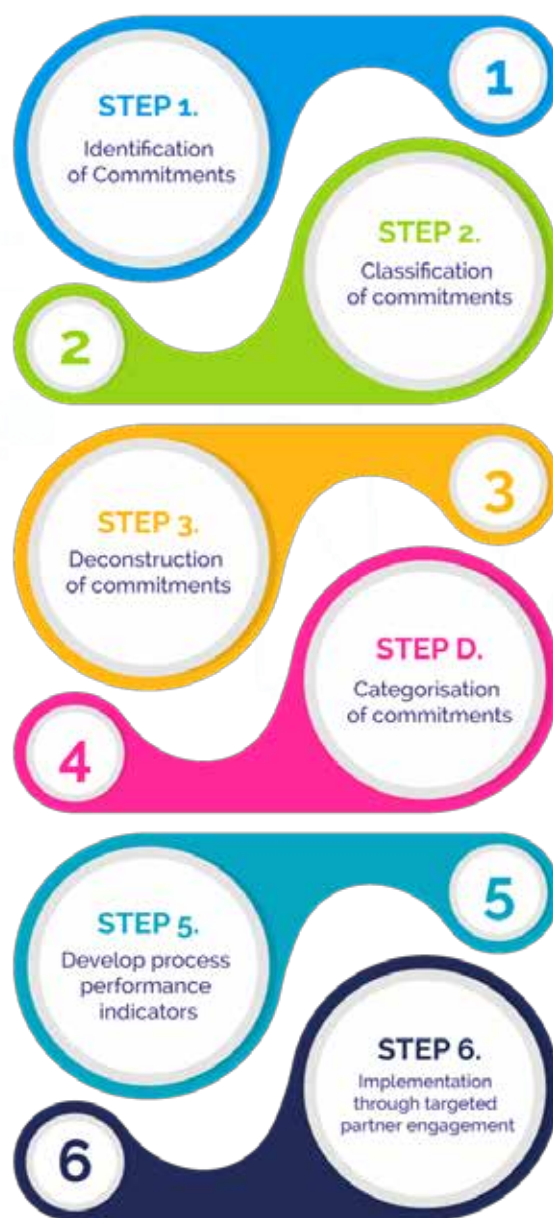 STEP 1.
Identification
of Commitments
1
STEP 2.
Classification
of commitments
2
STEP 3.
Deconstruction
of commitments
3
STEP D.
Categorisation
of commitments
4
STEP 5.
Develop process
performance
indicators
5
STEP 6.
Implementation
through targeted
partner engagement
6